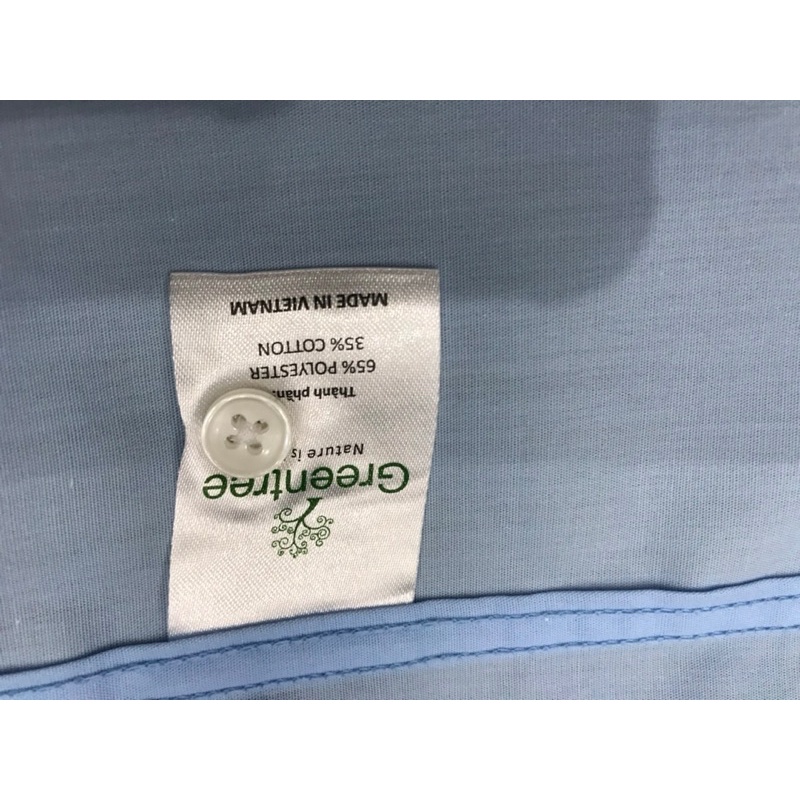 Greentree
Nature is
Thành phần
65% POLYESTER
35% COTTON
MADE IN VIETNAM